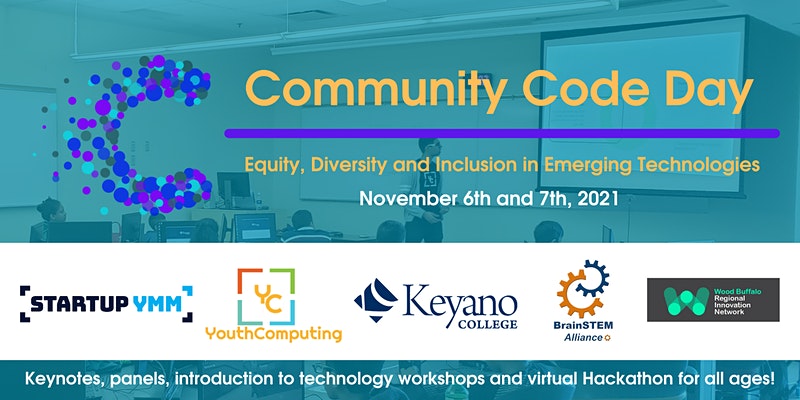 Community Code Day
Equity, Diversity and Inclusion in Emerging Technologies
November 6th and 7th, 2021
STARTUP YMM
YC
YouthComputing
Keyano
COLLEGE
BrainSTEM
Alliance
Wood Buffalo
Regional
Innovation
Network
Keynotes, panels, introduction to technology workshops and virtual Hackathon for all ages!